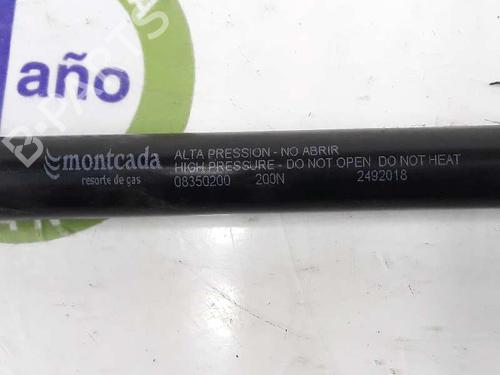 año
montcada
resorte de gas
ALTA PRESSION - NO ABRIR
HIGH PRESSURE - DO NOT OPEN DO NOT HEAT
08350200 200N 2492018
B-PARTS